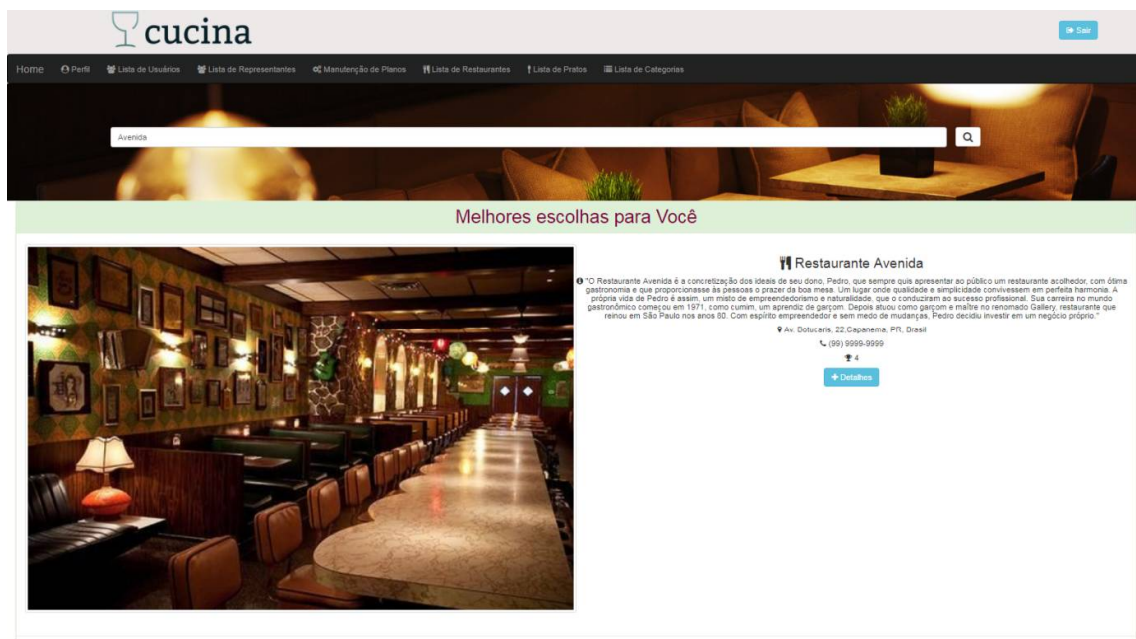 cucina
Sair
Home Perfil Lista de Usuários Lista de Representantes Manutenção de Planos Lista de Restaurantes Lista de Pratos Lista de Categorias
Avenida
Melhores escolhas para Você
Restaurante Avenida
"O Restaurante Avenida é a concretização dos ideais de seu dono, Pedro, que sempre quis apresentar ao público um restaurante acolhedor, com ótima
gastronomia e que proporcionasse às pessoas o prazer da boa mesa. Um lugar onde qualidade e simplicidade convivessem em perfeita harmonia. A
própria vida de Pedro é assim, um misto de empreendedorismo e naturalidade, que o conduziram ao sucesso profissional. Sua carreira no mundo
gastronômico começou em 1971, como cumim, um aprendiz de garçom. Depois atuou como garçom e maître no renomado Gallery, restaurante que
reinou em São Paulo nos anos 80. Com espírito empreendedor e sem medo de mudanças, Pedro decidiu investir em um negócio próprio."
Av. 22,Capanema, PR, Brasil
(99) 9999-9999
4
Detalhes